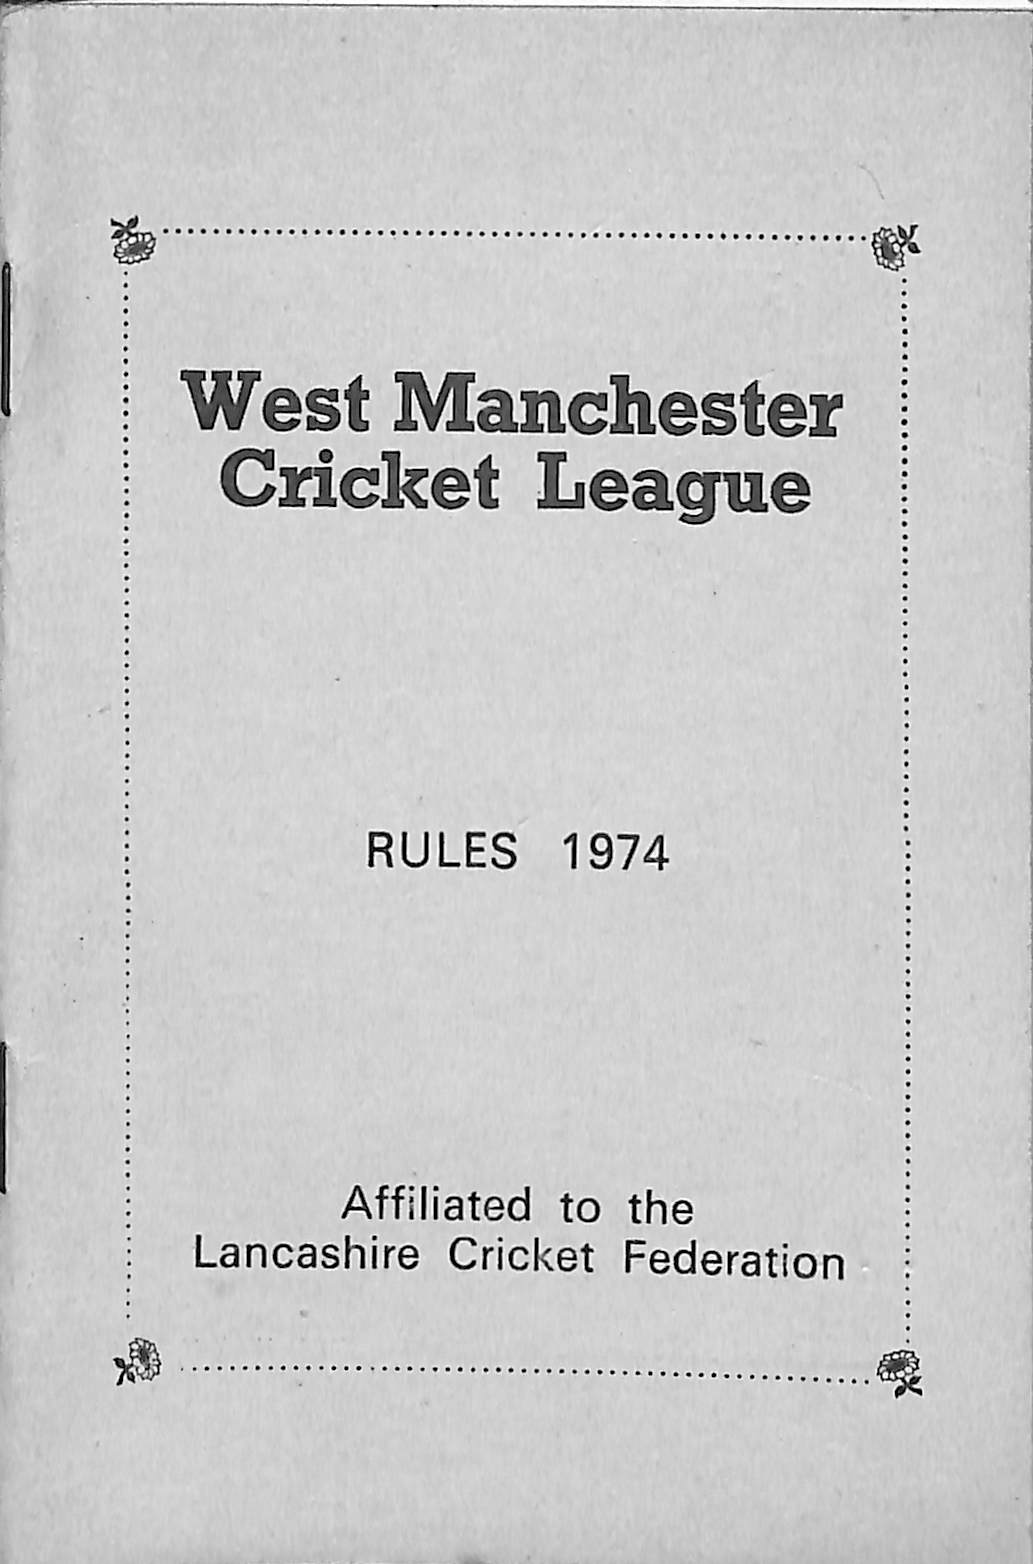 West Manchester
Cricket League
RULES 1974
Affiliated to the
Lancashire Cricket Federation